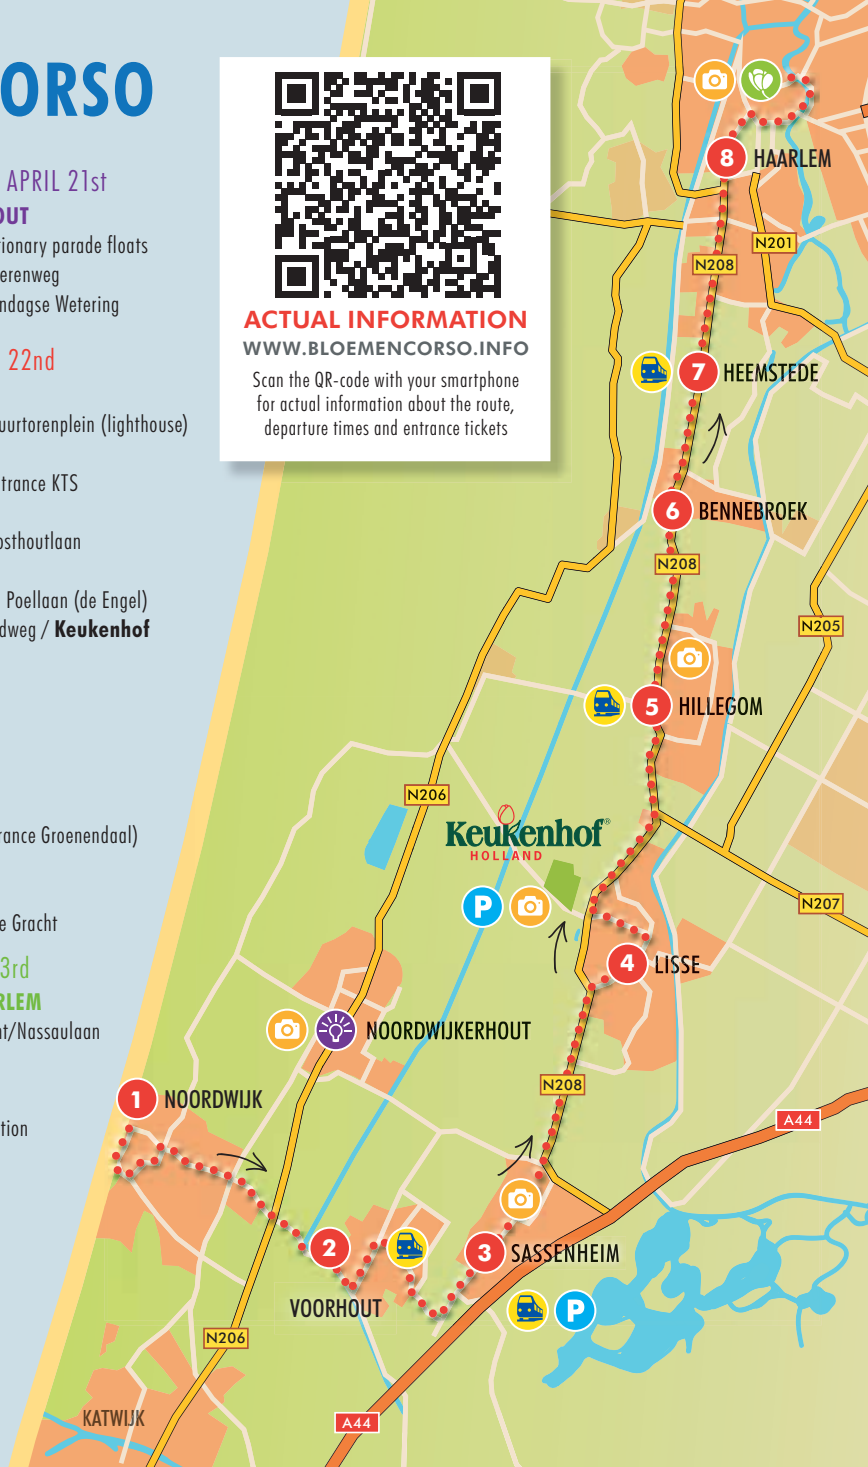 ORSO
APRIL 21st
OUT
tionary parade floats
erenweg
ndagse Wetering
22nd
uurtorenplein (lighthouse)
trance KTS
osthoutlaan
Poellaan (de Engel)
dweg / Keukenhof
rance Groenendaal)
e Gracht
3rd
RLEM
nt/Nassaulaan
tion
ACTUAL INFORMATION
WWW.BLOEMENCORSO.INFO
Scan the QR-code with your smartphone
for actual information about the route,
departure times and entrance tickets
8 HAARLEM
N201
N208
7 HEEMSTEDE
6 BENNEBROEK
N208
N205
5 HILLEGOM
N206
Keukenhof®
HOLLAND
P
N207
4 LISSE
NOORDWIJKERHOUT
N208
1 NOORDWIJK
A44
2
3 SASSENHEIM
VOORHOUT
P
N206
KATWIJK
A44